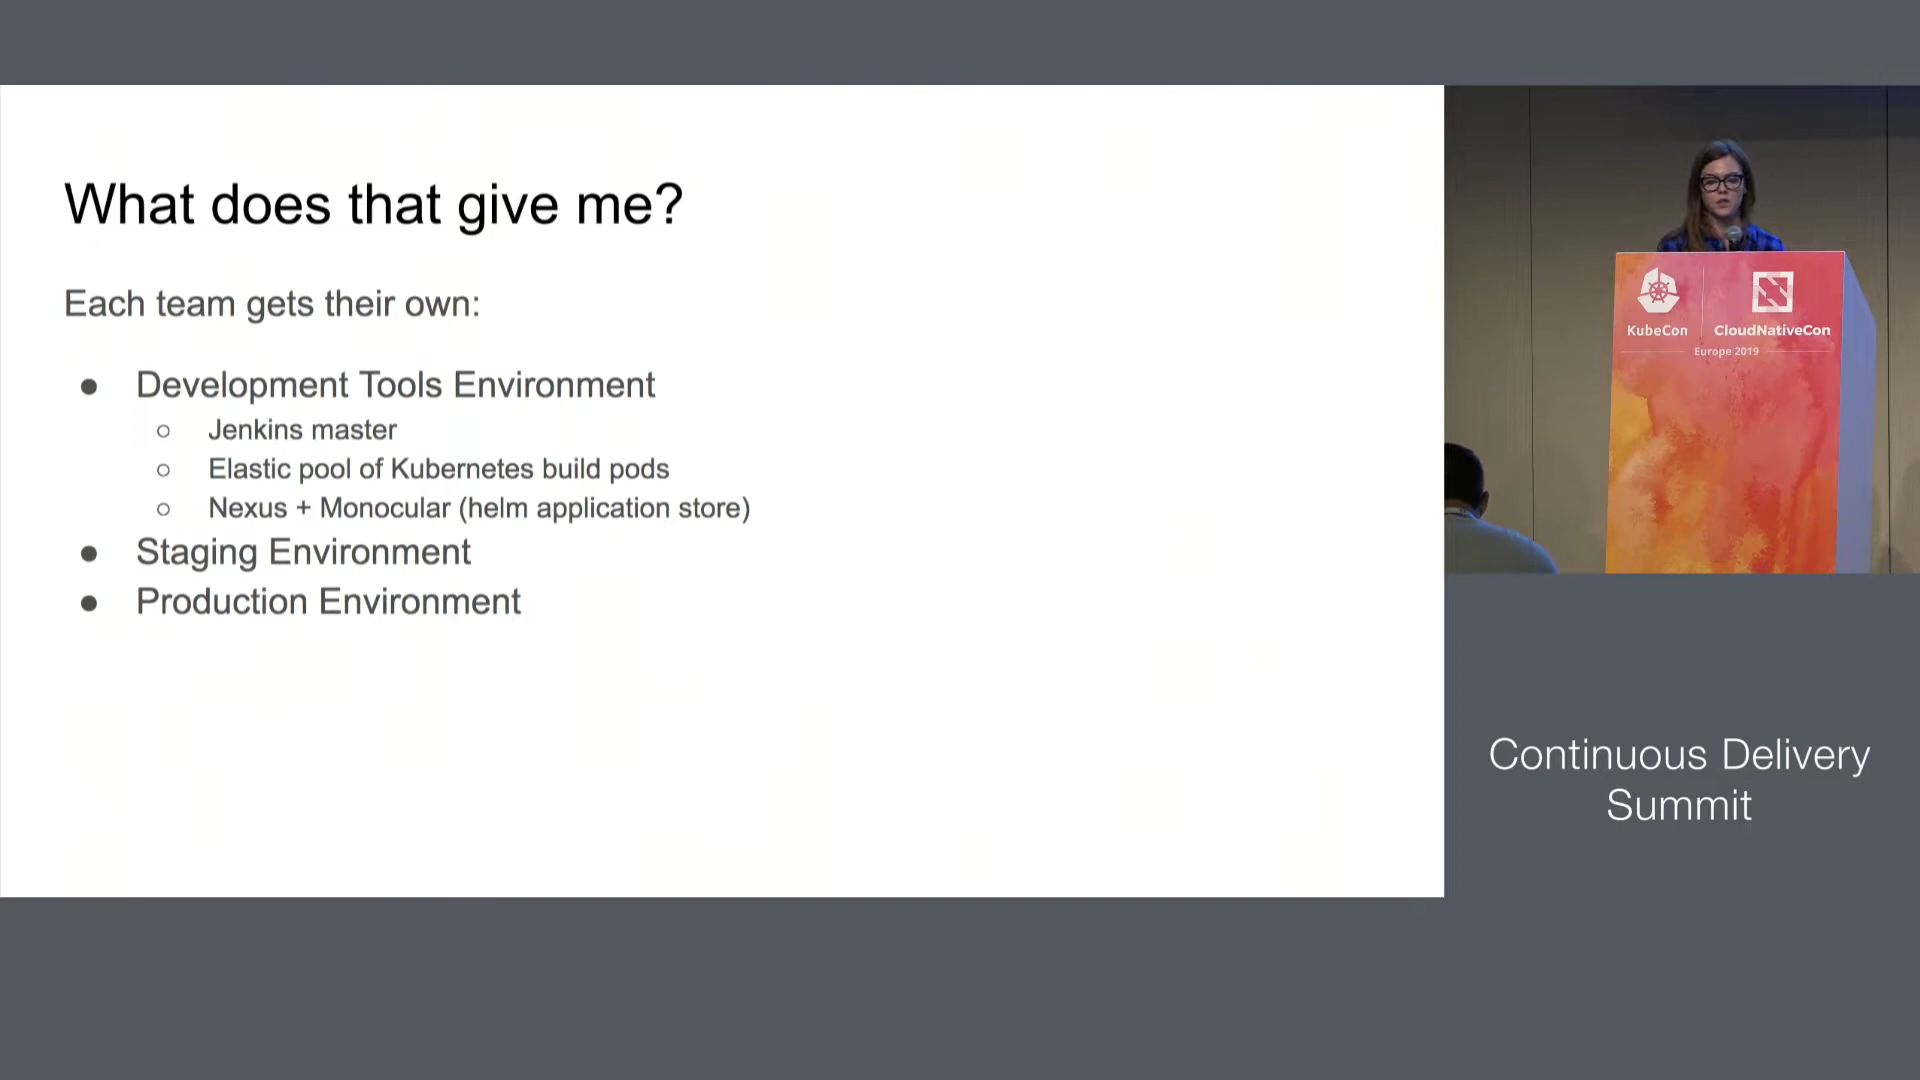 What does that give me?
Each team gets their own:
● Development Tools Environment
○ Jenkins master
○ Elastic pool of Kubernetes build pods
○ Nexus + Monocular (helm application store)
● Staging Environment
● Production Environment
KubeCon
CloudNativeCon
Europe 2019
Continuous Delivery
Summit